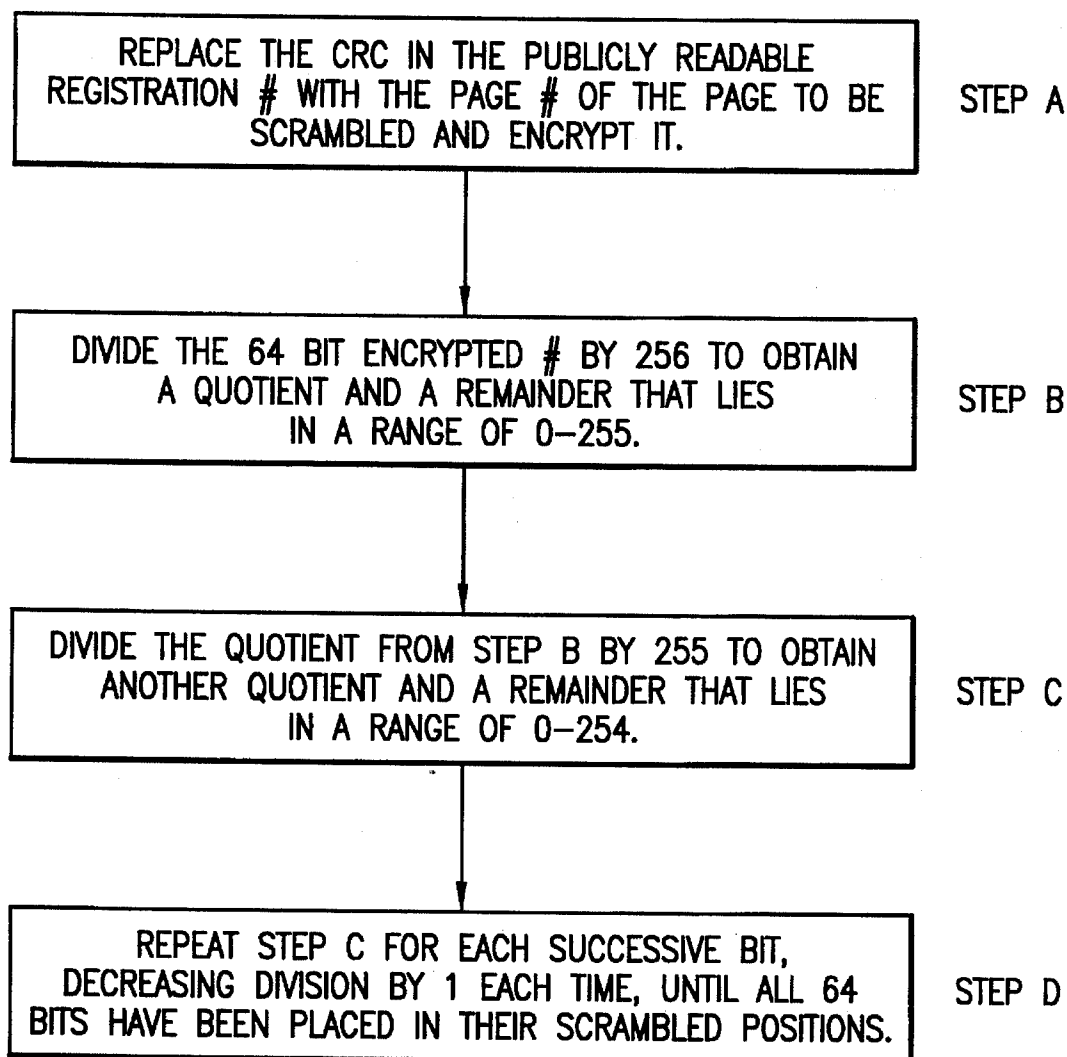 REPLACE THE CRC IN THE PUBLICLY READABLE
REGISTRATION # WITH THE PAGE # OF THE PAGE TO BE
SCRAMBLED AND ENCRYPT IT.
STEP A
DIVIDE THE 64 BIT ENCRYPTED # BY 256 TO OBTAIN
A QUOTIENT AND A REMAINDER THAT LIES
IN A RANGE OF 0–255.
STEP B
DIVIDE THE QUOTIENT FROM STEP B BY 255 TO OBTAIN
ANOTHER QUOTIENT AND A REMAINDER THAT LIES
IN A RANGE OF 0–254.
STEP C
REPEAT STEP C FOR EACH SUCCESSIVE BIT,
DECREASING DIVISION BY 1 EACH TIME, UNTIL ALL 64
BITS HAVE BEEN PLACED IN THEIR SCRAMBLED POSITIONS.
STEP D